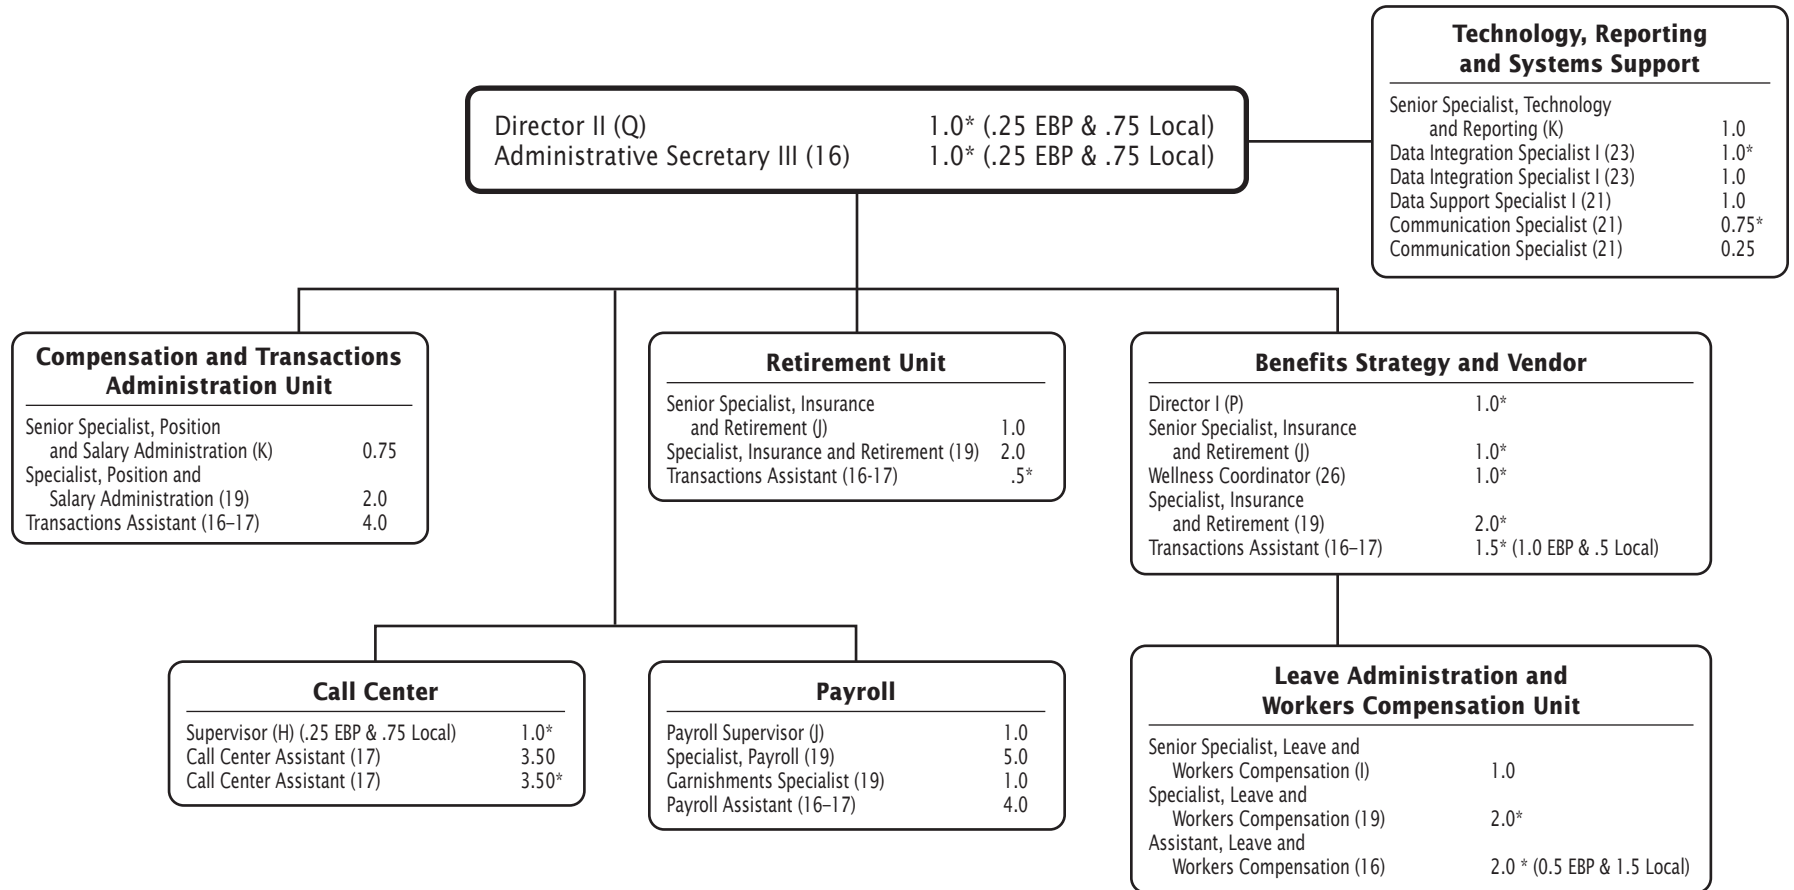 Technology, Reporting
and Systems Support
Senior Specialist, Technology
and Reporting (K) 1.0
Data Integration Specialist I (23) 1.0*
Data Integration Specialist I (23) 1.0
Data Support Specialist I (21) 1.0
Communication Specialist (21) 0.75*
Communication Specialist (21) 0.25
Director II (Q) 1.0* (.25 EBP & .75 Local)
Administrative Secretary III (16) 1.0* (.25 EBP & .75 Local)
Compensation and Transactions
Administration Unit
Senior Specialist, Position
and Salary Administration (K) 0.75
Specialist, Position and
Salary Administration (19) 2.0
Transactions Assistant (16–17) 4.0
Retirement Unit
Senior Specialist, Insurance
and Retirement (J) 1.0
Specialist, Insurance and Retirement (19) 2.0
Transactions Assistant (16-17) .5*
Benefits Strategy and Vendor
Director I (P) 1.0*
Senior Specialist, Insurance
and Retirement (J) 1.0*
Wellness Coordinator (26) 1.0*
Specialist, Insurance
and Retirement (19) 2.0*
Transactions Assistant (16–17) 1.5* (1.0 EBP & .5 Local)
Call Center
Supervisor (H) (.25 EBP & .75 Local) 1.0*
Call Center Assistant (17) 3.50
Call Center Assistant (17) 3.50*
Payroll
Payroll Supervisor (J) 1.0
Specialist, Payroll (19) 5.0
Garnishments Specialist (19) 1.0
Payroll Assistant (16–17) 4.0
Leave Administration and
Workers Compensation Unit
Senior Specialist, Leave and
Workers Compensation (I) 1.0
Specialist, Leave and
Workers Compensation (19) 2.0*
Assistant, Leave and
Workers Compensation (16) 2.0 * (0.5 EBP & 1.5 Local)